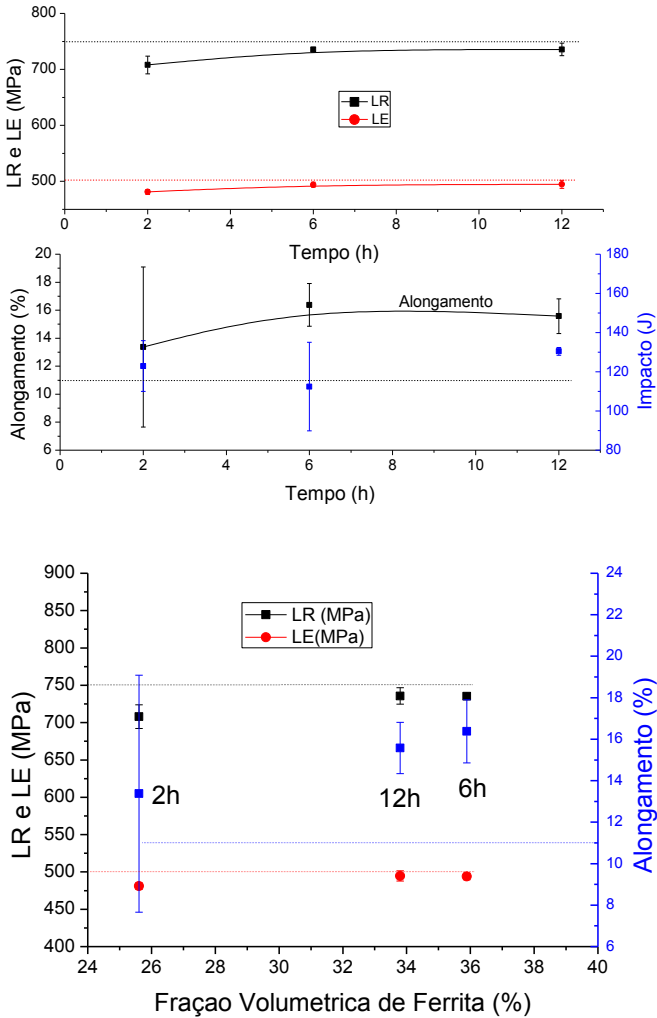 800
700
600
500
LR e LE (MPa)
LR
LE
0 2 4 6 8 10 12
Tempo (h)
20
18
16
14
12
10
8
6
Alongamento (%)
Alongamento
180
160
140
120
100
80
Impacto (J)
0 2 4 6 8 10 12
Tempo (h)
900
850
800
750
700
650
600
550
500
450
400
LR e LE (MPa)
LR (MPa)
LE(MPa)
2h
12h
6h
24
22
20
18
16
14
12
10
8
6
Alongamento (%)
24 26 28 30 32 34 36 38 40
Fraçao Volumetrica de Ferrita (%)